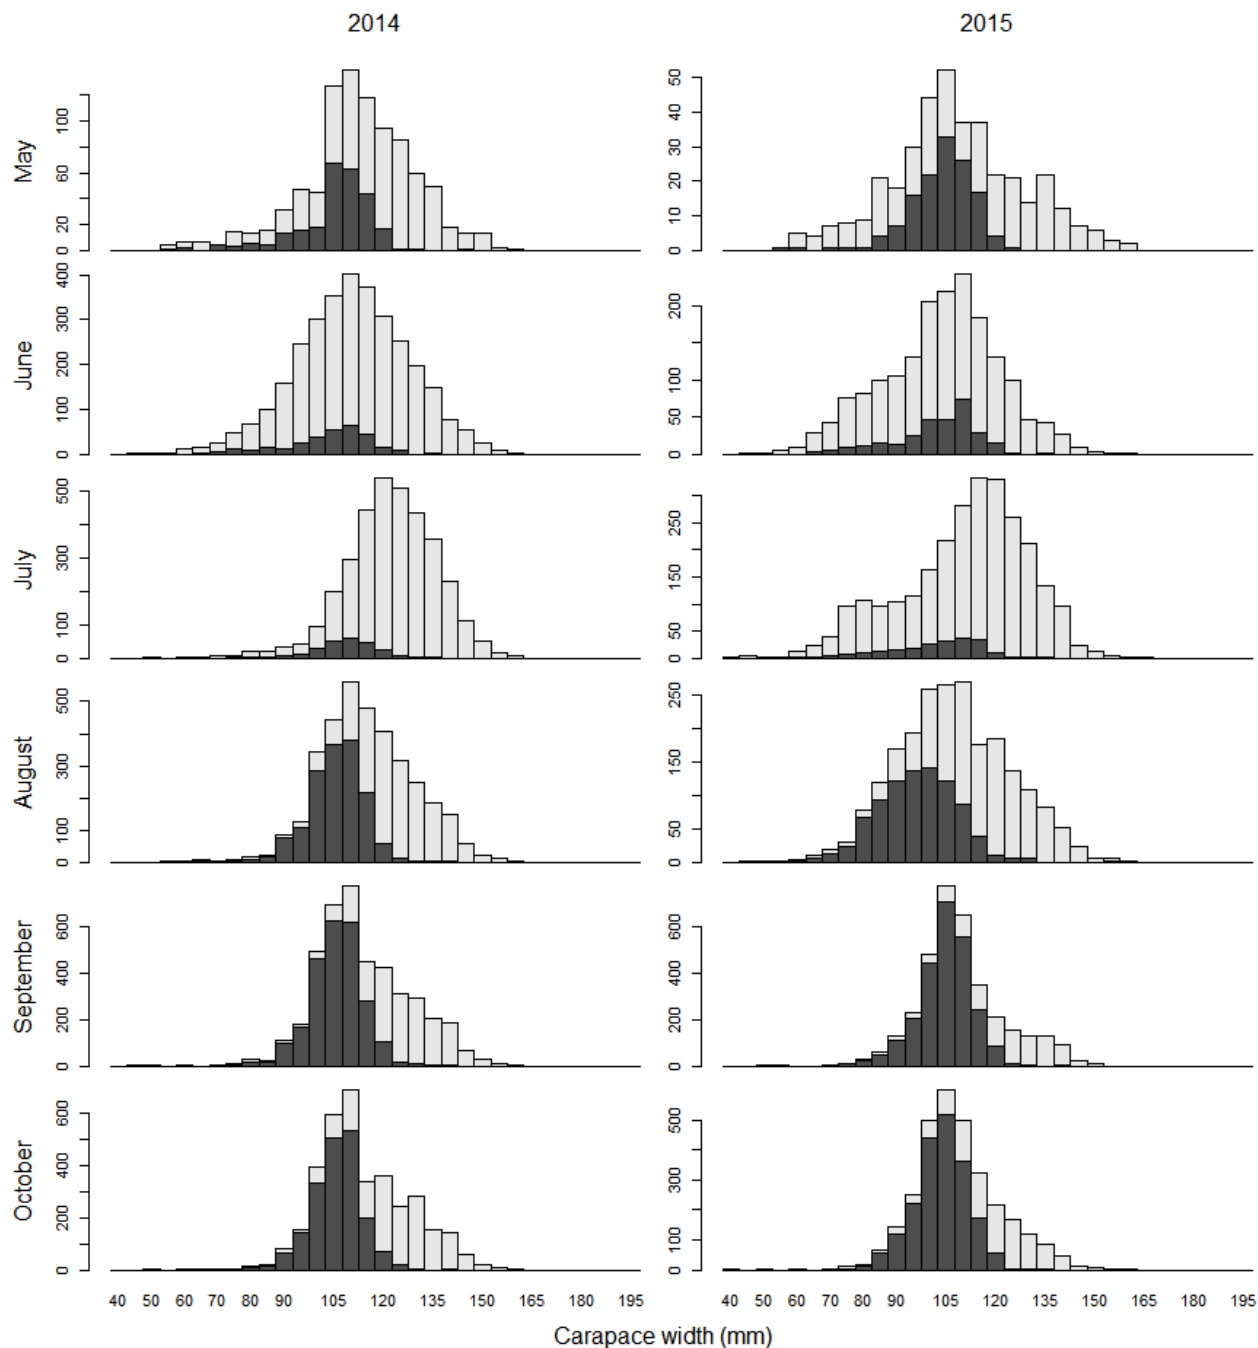 2014 2015
May
0 20 60 100
0 10 20 30 40 50
June
0 100 200 300 400
0 50 100 200
July
0 100 300 500
0 50 150 250
August
0 100 300 500
0 50 150 250
September
0 200 400 600
0 200 400 600
October
0 200 400 600
0 100 300 500
40 50 60 70 80 90 105 120 135 150 165 180 195
40 50 60 70 80 90 105 120 135 165 180 195
Carapace width (mm)